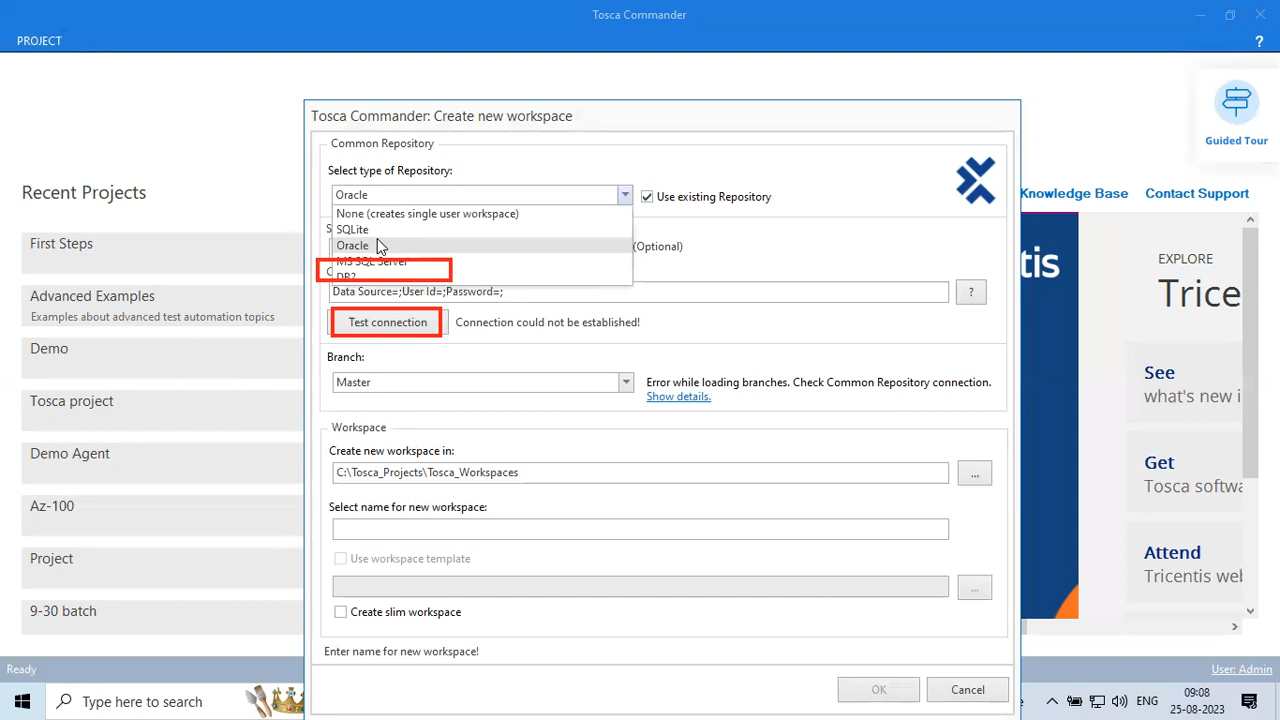 Tosca Commander
PROJECT
?
Guided Tour
Recent Projects
First Steps
Advanced Examples
Examples about advanced test automation topics
Demo
Tosca project
Demo Agent
Az-100
Project
9-30 batch
Tosca Commander: Create new workspace
Common Repository
Select type of Repository:
Oracle
Use existing Repository
None (creates single user workspace)
SQLite
Oracle
(Optional)
MS SQL Server
DB2
Data Source=;User Id=;Password=;
?
Test connection
Connection could not be established!
Branch:
Master
Error while loading branches. Check Common Repository connection.
Show details.
Workspace
Create new workspace in:
C:\Tosca_Projects\Tosca_Workspaces
...
Select name for new workspace:
Use workspace template
...
Create slim workspace
Enter name for new workspace!
OK
Cancel
Knowledge Base
Contact Support
EXPLORE
See
what's new i
Get
Attend
Ready
User: Admin
Type here to search
ENG
09:08
25-08-2023